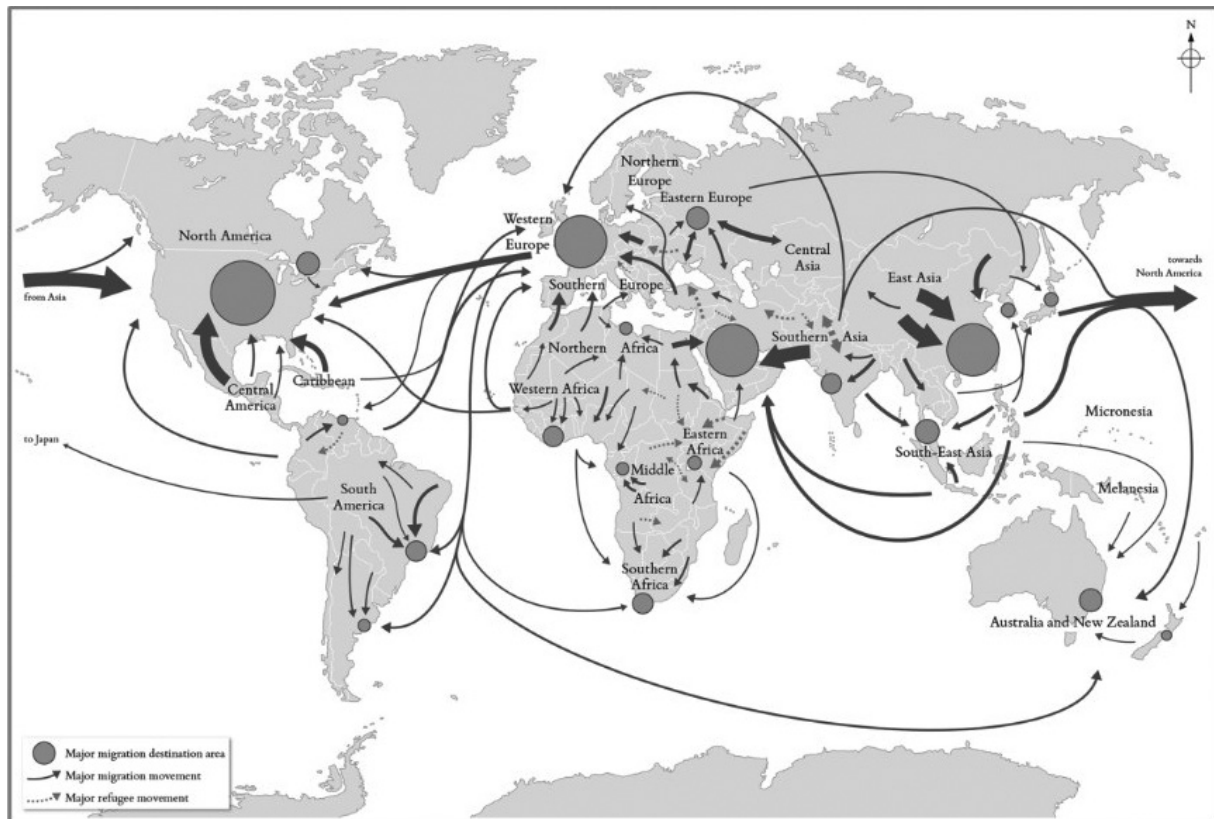 N
Northern
Europe
Eastern Europe
Western
Europe
North America
Central
Asia
towards
North America
East Asia
from Asia
Southern Europe
Southern Asia
Northern Africa
Central
America
Caribbean
Western Africa
Micronesia
to Japan
Eastern
Africa
South-East Asia
Middle
Africa
South
America
Melanesia
Southern
Africa
Australia and New Zealand
Major migration destination area
Major migration movement
Major refugee movement